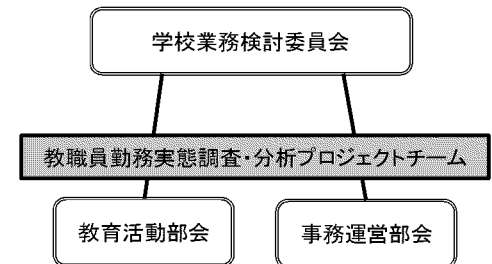 学校業務検討委員会
教職員勤務実態調査・分析プロジェクトチーム
教育活動部会
事務運営部会